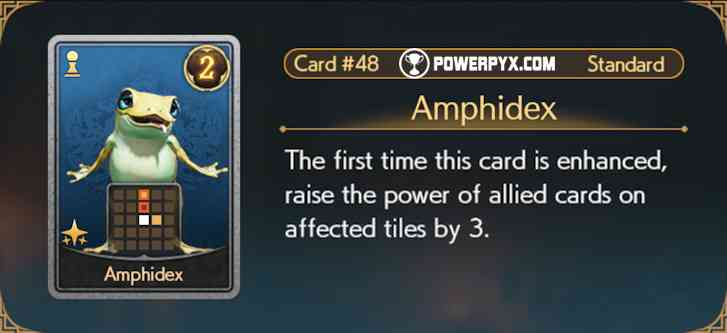 2
Amphidex
Card #48
POWERPYX.COM
Standard
Amphidex
The first time this card is enhanced,
raise the power of allied cards on
affected tiles by 3.